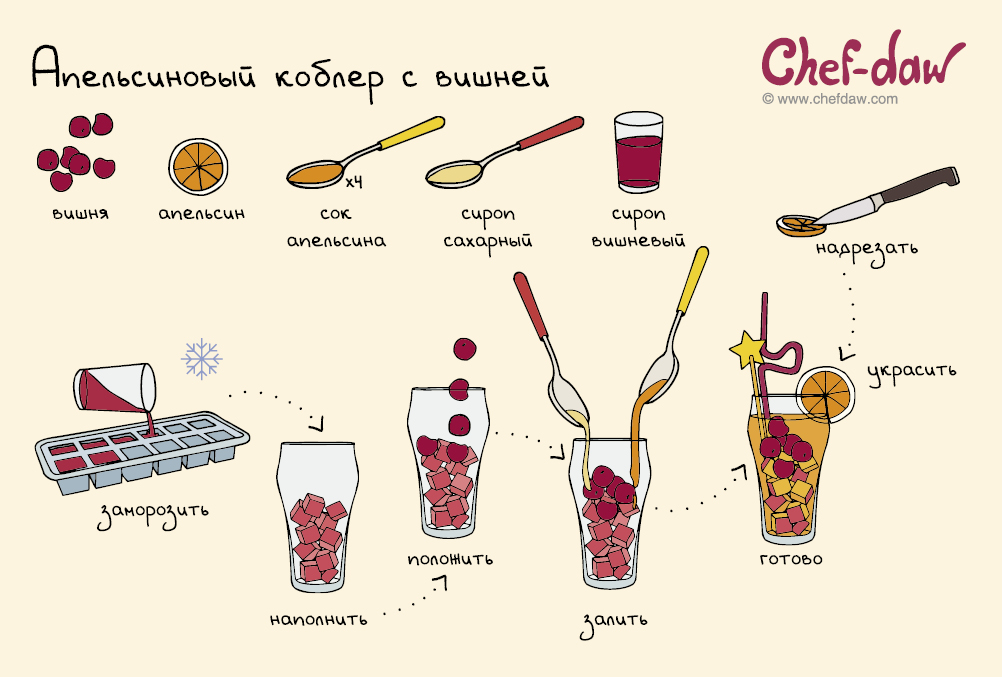 Апельсиновый коблер с вишней
Chef-daw
© www.chefdaw.com
вишня
апельсин
x4
сок
апельсина
сироп
сахарный
сироп
вишневый
надрезать
украсить
заморозить
наполнить
положить
залить
готово